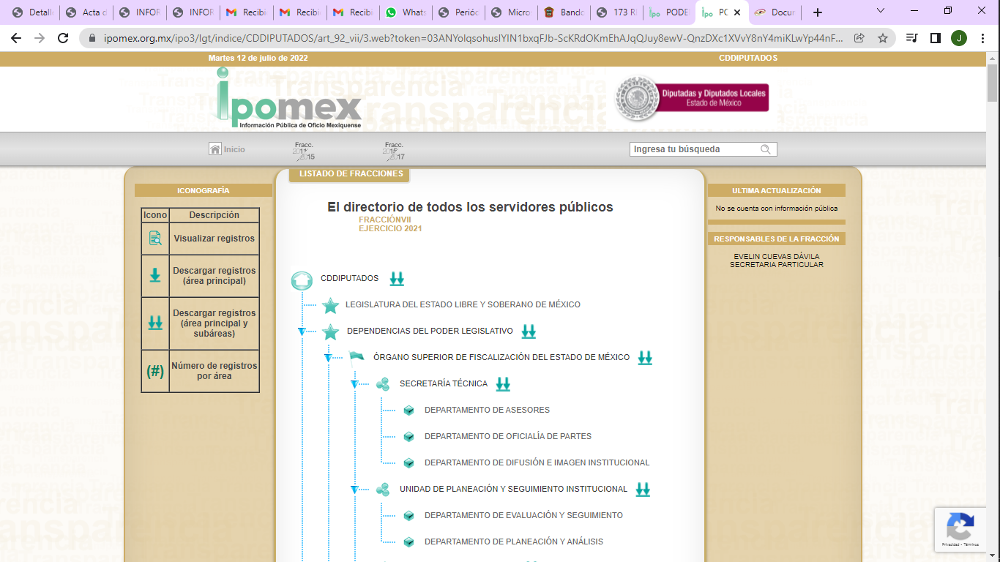 Detall
Acta d
INFOR
INFOR
Recibi
Recibi
Recibi
Whats
Periód
Micro
Bando
173 RI
PODE
PO
Docur
ipomex.org.mx/ipo3/lgt/indice/CDDIPUTADOS/art_92_vii/3.web?token=03ANYolqsohusIYIN1bxqFJb-ScKRdOKmEhAJqQJuy8ewV-QnzDXc1XVvY8nY4miKLwYp44nF...
J
Martes 12 de julio de 2022
CDDIPUTADOS
ipomex
Información Pública de Oficio Mexiquense
Transparencia
Diputadas y Diputados Locales
Estado de México
Inicio
Fracc.
2011/2015
Fracc.
/2017
Ingresa tu búsqueda
LISTADO DE FRACCIONES
ICONOGRAFÍA
Icono Descripción
Visualizar registros
Descargar registros
(área principal)
Descargar registros
(área principal y
subáreas)
(#) Número de registros
por área
El directorio de todos los servidores públicos
FRACCIÓNVII
EJERCICIO 2021
CDDIPUTADOS
LEGISLATURA DEL ESTADO LIBRE Y SOBERANO DE MÉXICO
DEPENDENCIAS DEL PODER LEGISLATIVO
ÓRGANO SUPERIOR DE FISCALIZACIÓN DEL ESTADO DE MÉXICO
SECRETARÍA TÉCNICA
DEPARTAMENTO DE ASESORES
DEPARTAMENTO DE OFICIALÍA DE PARTES
DEPARTAMENTO DE DIFUSIÓN E IMAGEN INSTITUCIONAL
UNIDAD DE PLANEACIÓN Y SEGUIMIENTO INSTITUCIONAL
DEPARTAMENTO DE EVALUACIÓN Y SEGUIMIENTO
DEPARTAMENTO DE PLANEACIÓN Y ANÁLISIS
ULTIMA ACTUALIZACIÓN
No se cuenta con información pública
RESPONSABLES DE LA FRACCIÓN
EVELIN CUEVAS DÁVILA
SECRETARIA PARTICULAR
Privacidad - Términos